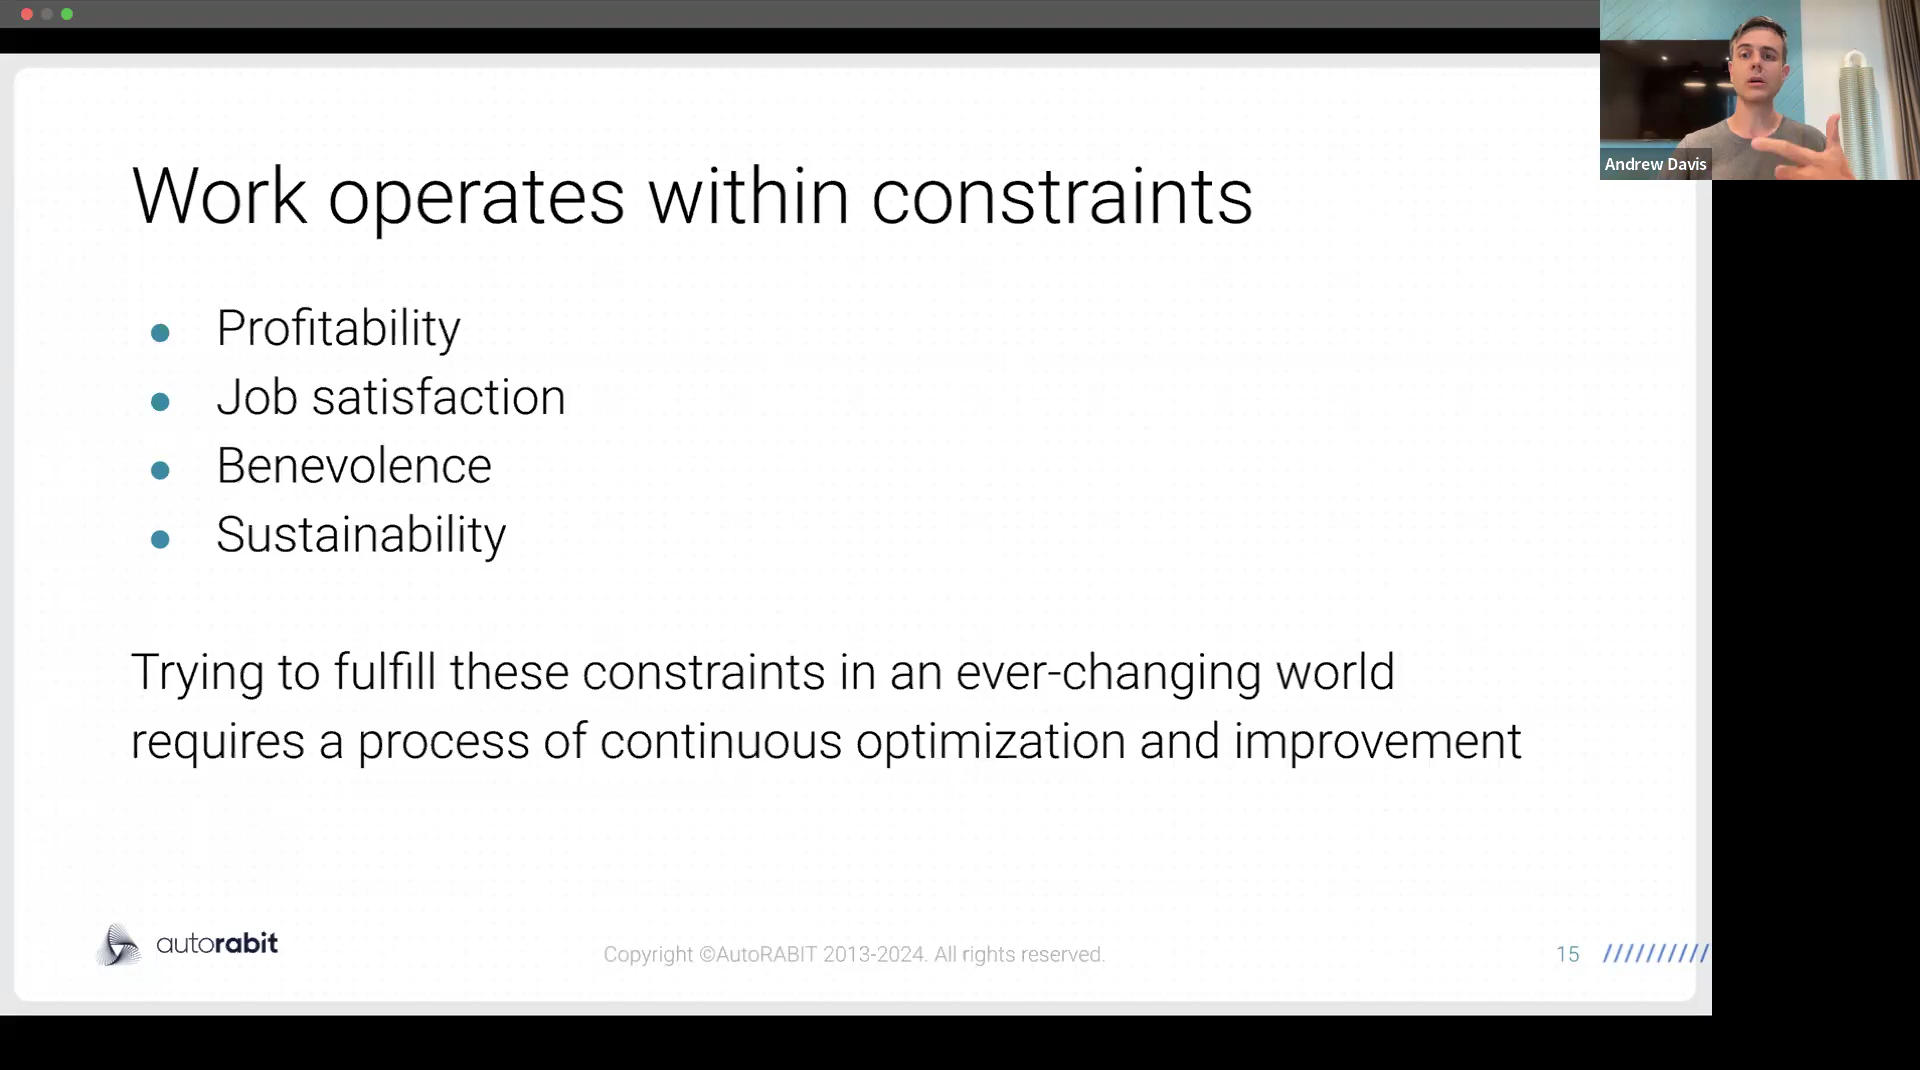 Andrew Davis
Work operates within constraints
Profitability
Job satisfaction
Benevolence
Sustainability
Trying to fulfill these constraints in an ever-changing world
requires a process of continuous optimization and improvement
autorabit
Copyright ©AutoRABIT 2013-2024. All rights reserved.
15 //////////